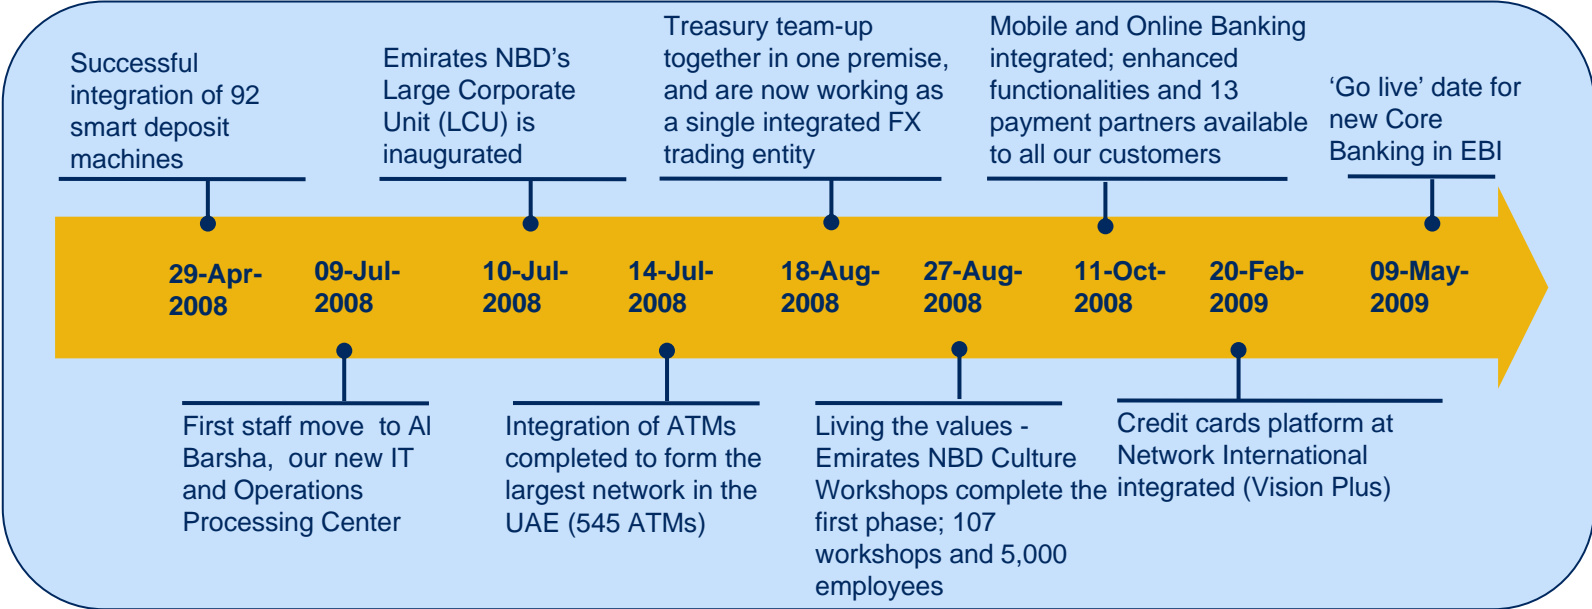 Successful
integration of 92
smart deposit
machines
Emirates NBD’s
Large Corporate
Unit (LCU) is
inaugurated
Treasury team-up
together in one premise,
and are now working as
a single integrated FX
trading entity
Mobile and Online Banking
integrated; enhanced
functionalities and 13
payment partners available
to all our customers
‘Go live’ date for
new Core
Banking in EBI
29-Apr-
2008
09-Jul-
2008
10-Jul-
2008
14-Jul-
2008
18-Aug-
2008
27-Aug-
2008
11-Oct-
2008
20-Feb-
2009
09-May-
2009
First staff move  to Al
Barsha,  our new IT
and Operations
Processing Center
Integration of ATMs
completed to form the
largest network in the
UAE (545 ATMs)
Living the values -
Emirates NBD Culture
Workshops complete the
first phase; 107
workshops and 5,000
employees
Credit cards platform at
Network International
integrated (Vision Plus)